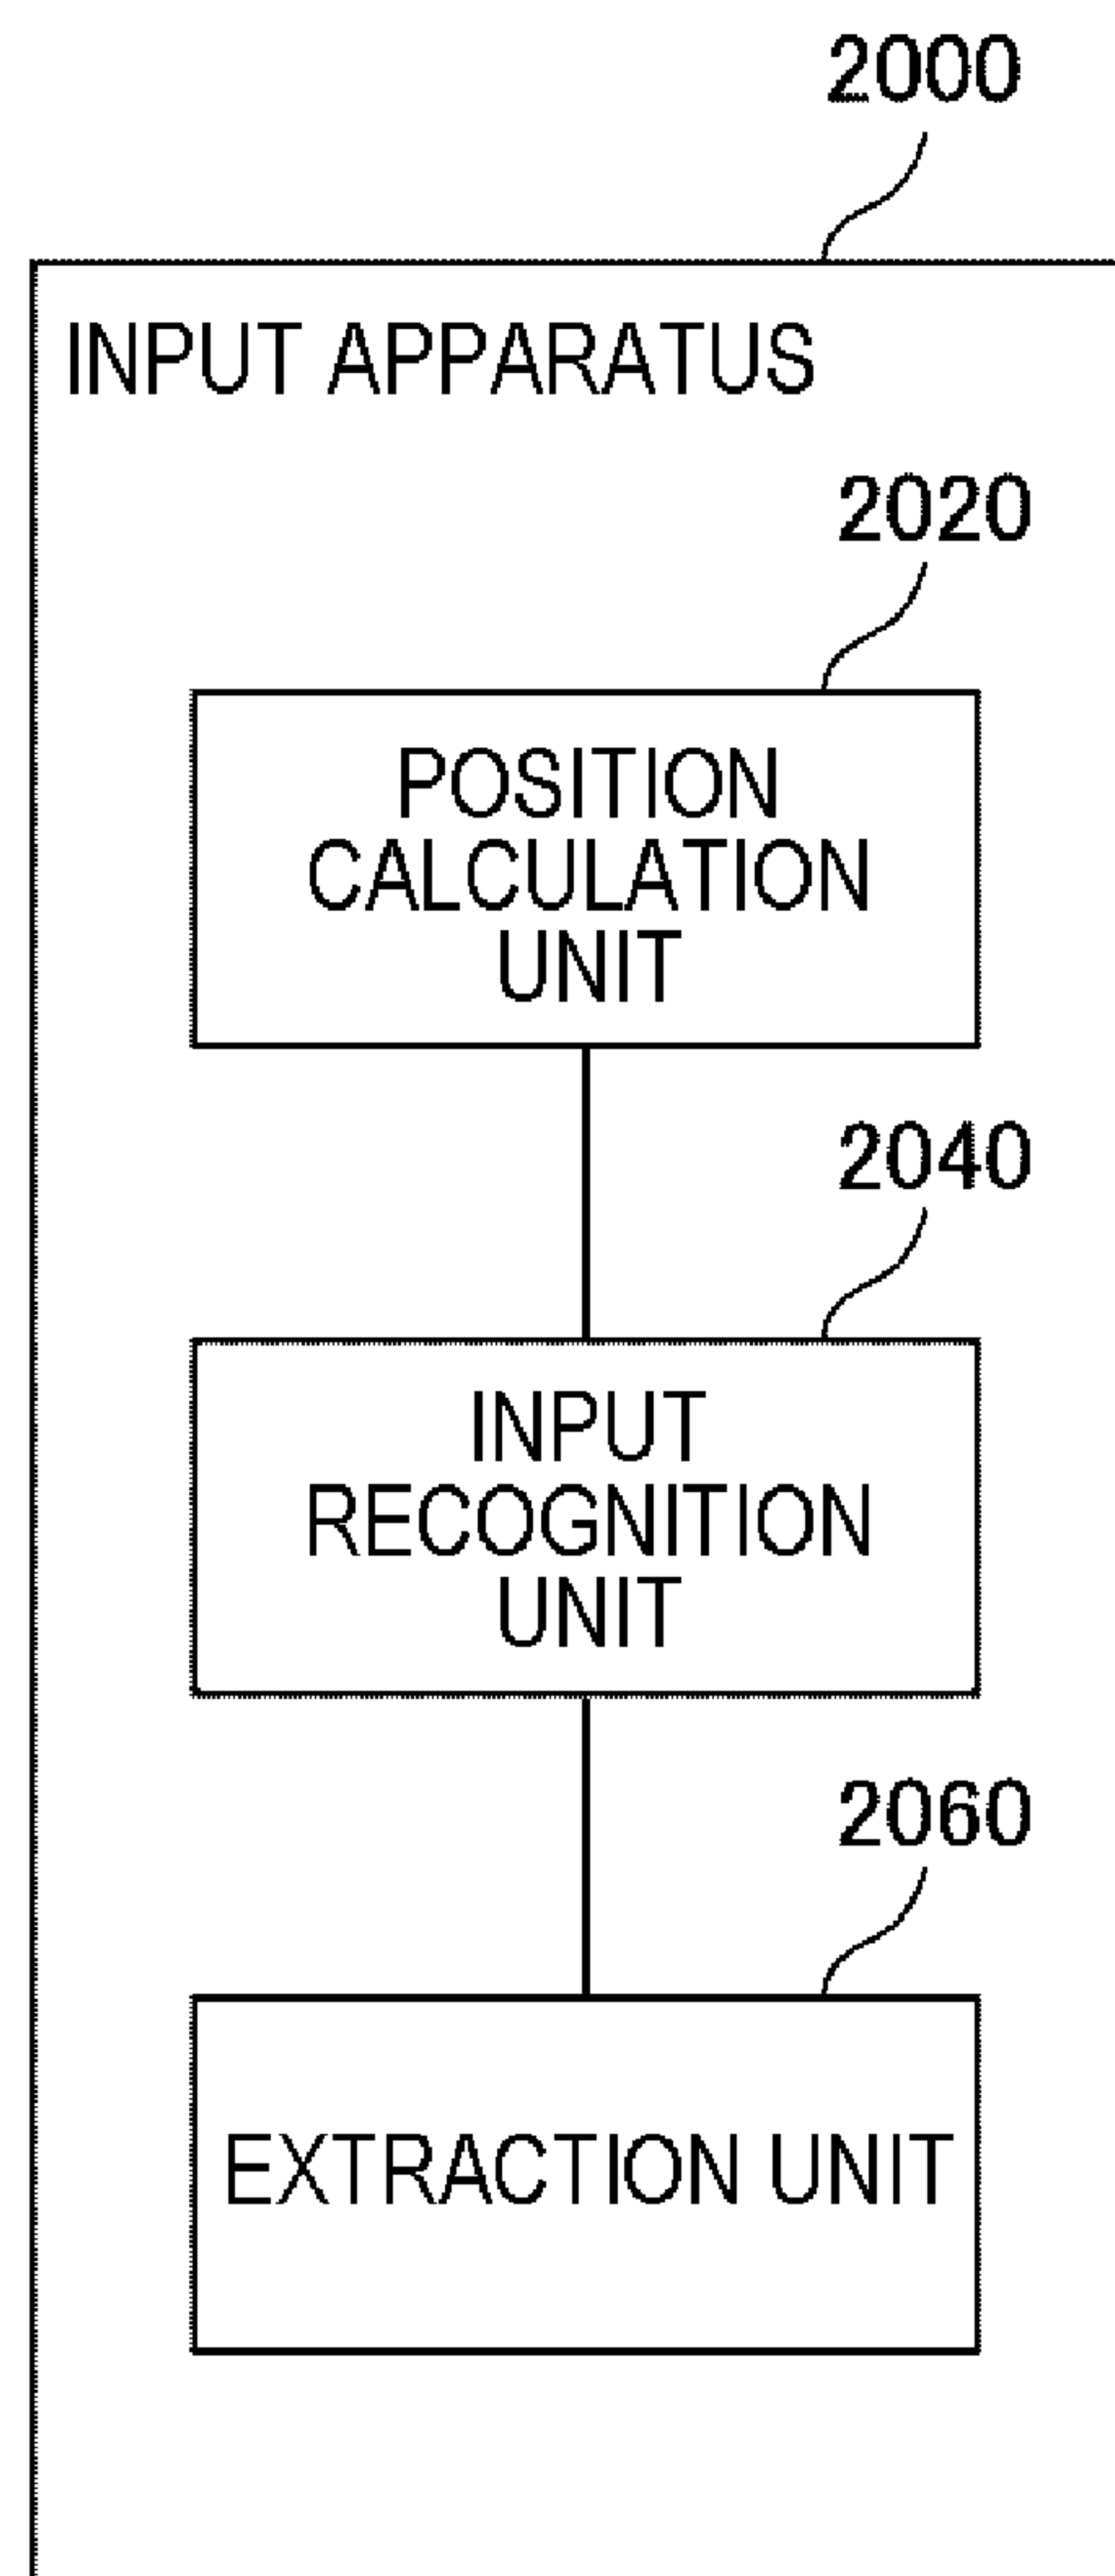 2000
INPUT APPARATUS
2020
POSITION
CALCULATION
UNIT
2040
INPUT
RECOGNITION
UNIT
2060
EXTRACTION UNIT